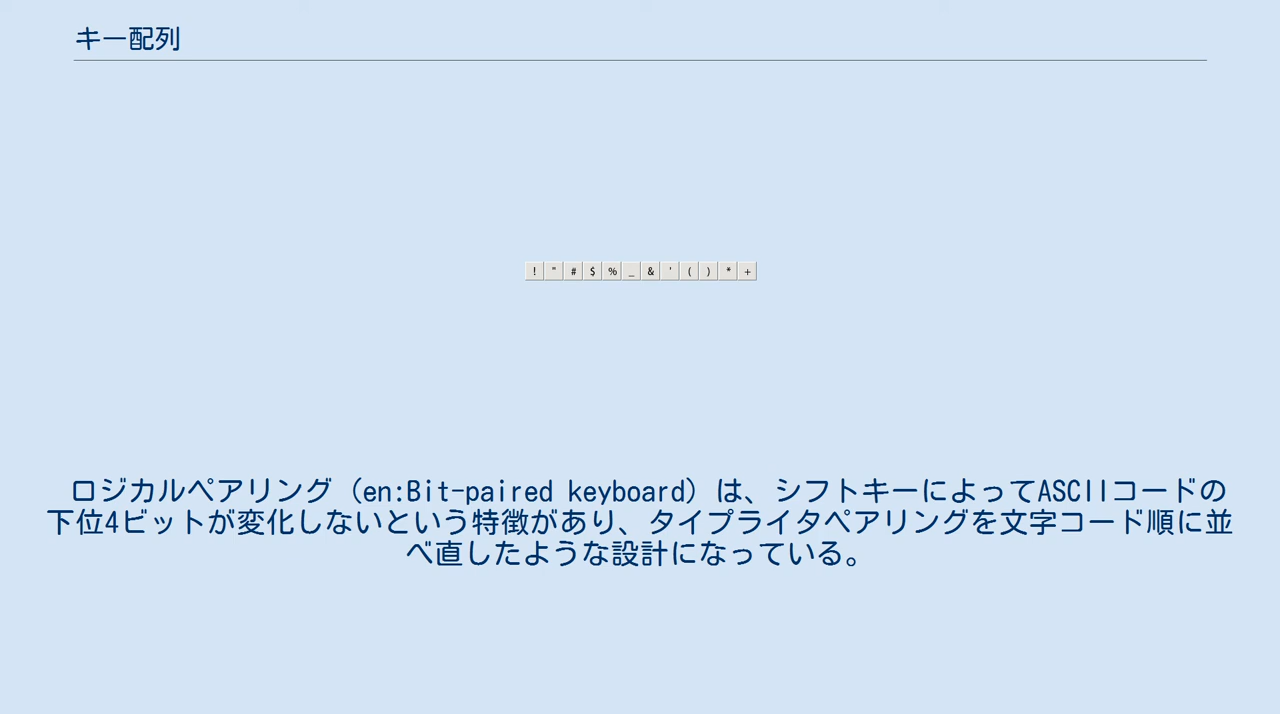 キー配列
! " # $ % _ & ' ( ) * +
ロジカルペアリング（en:Bit-paired keyboard）は、シフトキーによってASCIIコードの
下位4ビットが変化しないという特徴があり、タイプライタペアリングを文字コード順に並
べ直したような設計になっている。